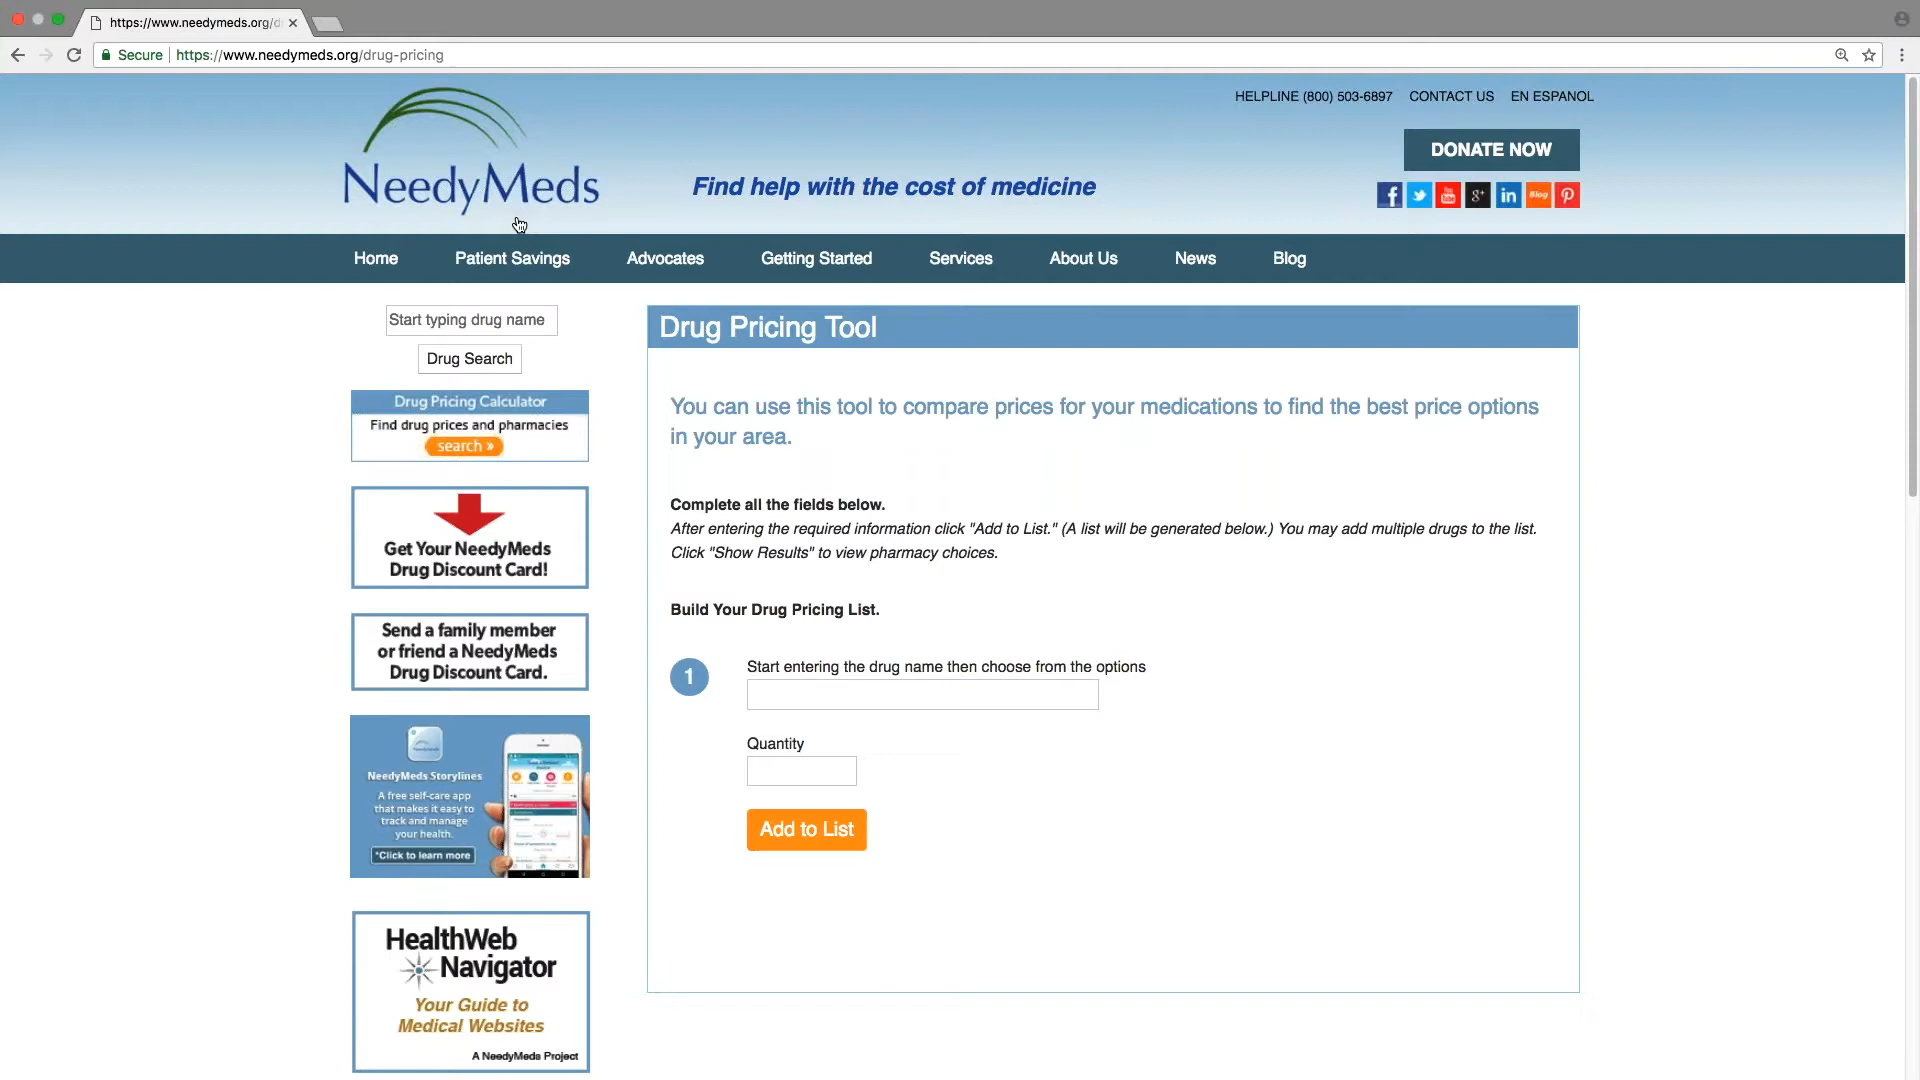 https://www.needymeds.org/d
Secure https://www.needymeds.org/drug-pricing
HELPLINE (800) 503-6897 CONTACT US EN ESPANOL
DONATE NOW
NeedyMeds
Find help with the cost of medicine
Blog
Home Patient Savings Advocates Getting Started Services About Us News Blog
Start typing drug name
Drug Search
Drug Pricing Calculator
Find drug prices and pharmacies
search »
Get Your NeedyMeds
Drug Discount Card!
Send a family member
or friend a NeedyMeds
Drug Discount Card.
NeedyMeds Storylines
A free self-care app
that makes it easy to
track and manage
your health.
*Click to learn more
HealthWeb
Navigator
Your Guide to
Medical Websites
A NeedyMeds Project
Drug Pricing Tool
You can use this tool to compare prices for your medications to find the best price options
in your area.
Complete all the fields below.
After entering the required information click "Add to List." (A list will be generated below.) You may add multiple drugs to the list.
Click "Show Results" to view pharmacy choices.
Build Your Drug Pricing List.
1
Start entering the drug name then choose from the options
Quantity
Add to List